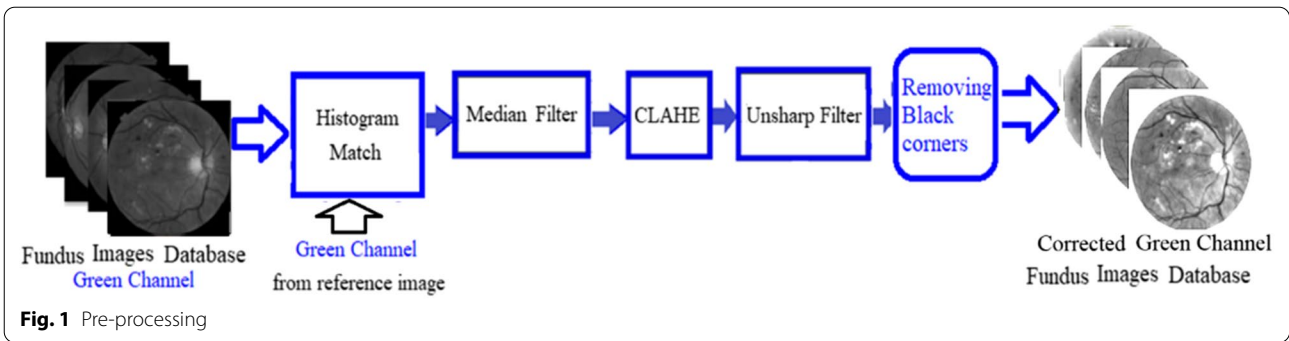 Fundus Images Database
Green Channel
Histogram
Match
Green Channel
from reference image
Median Filter
CLAHE
Unsharp Filter
Removing
Black
corners
Corrected Green Channel
Fundus Images Database
Fig. 1 Pre-processing